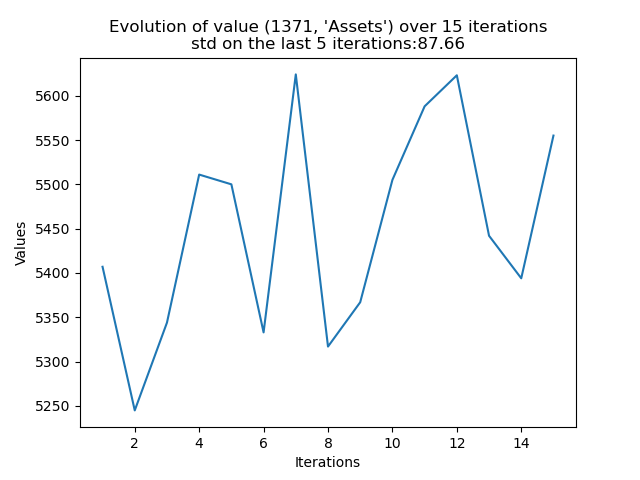 Evolution of value (1371, 'Assets') over 15 iterations
std on the last 5 iterations:87.66
5600
5550
5500
5450
5400
5350
5300
5250
Values
2 4 6 8 10 12 14
Iterations